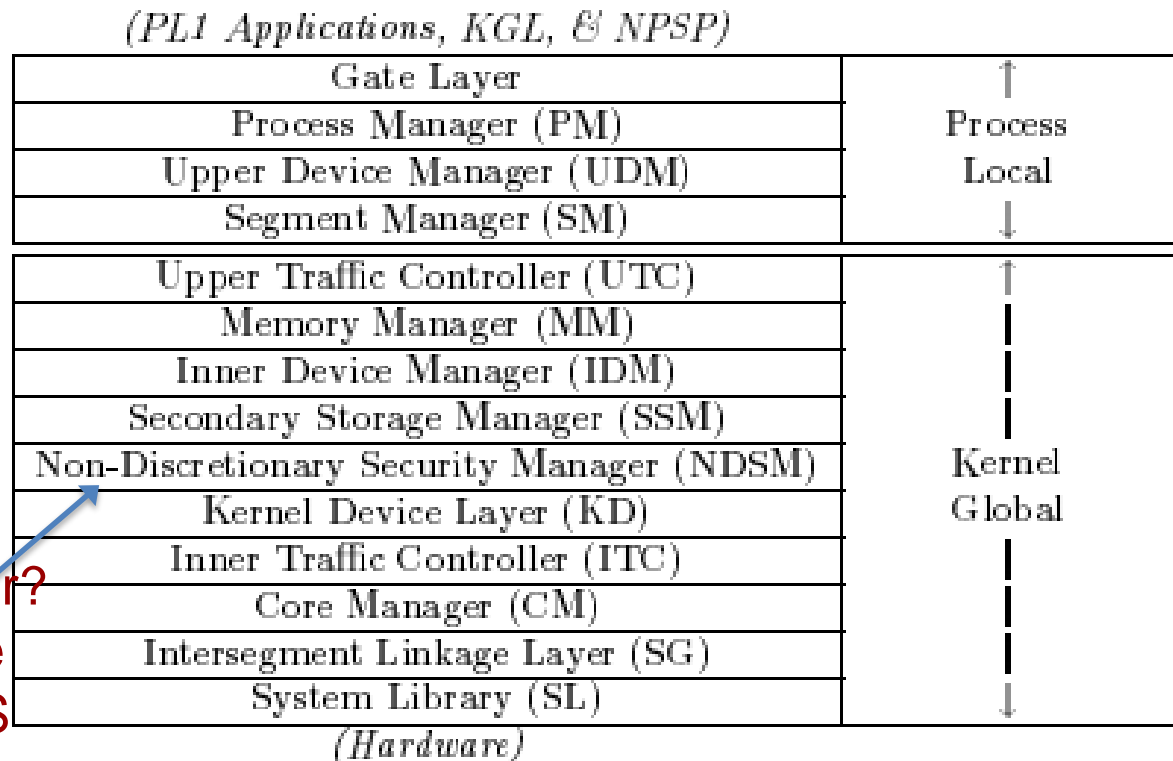 (PL1 Applications, KGL, & NPSP)
Gate Layer
Process Manager (PM)
Process
Upper Device Manager (UDM)
Local
Segment Manager (SM)
Upper Traffic Controller (UTC)
Memory Manager (MM)
Inner Device Manager (IDM)
Secondary Storage Manager (SSM)
Non-Discretionary Security Manager (NDSM)
Kernel
Kernel Device Layer (KD)
Global
Inner Traffic Controller (ITC)
Core Manager (CM)
Intersegment Linkage Layer (SG)
System Library (SL)
(Hardware)